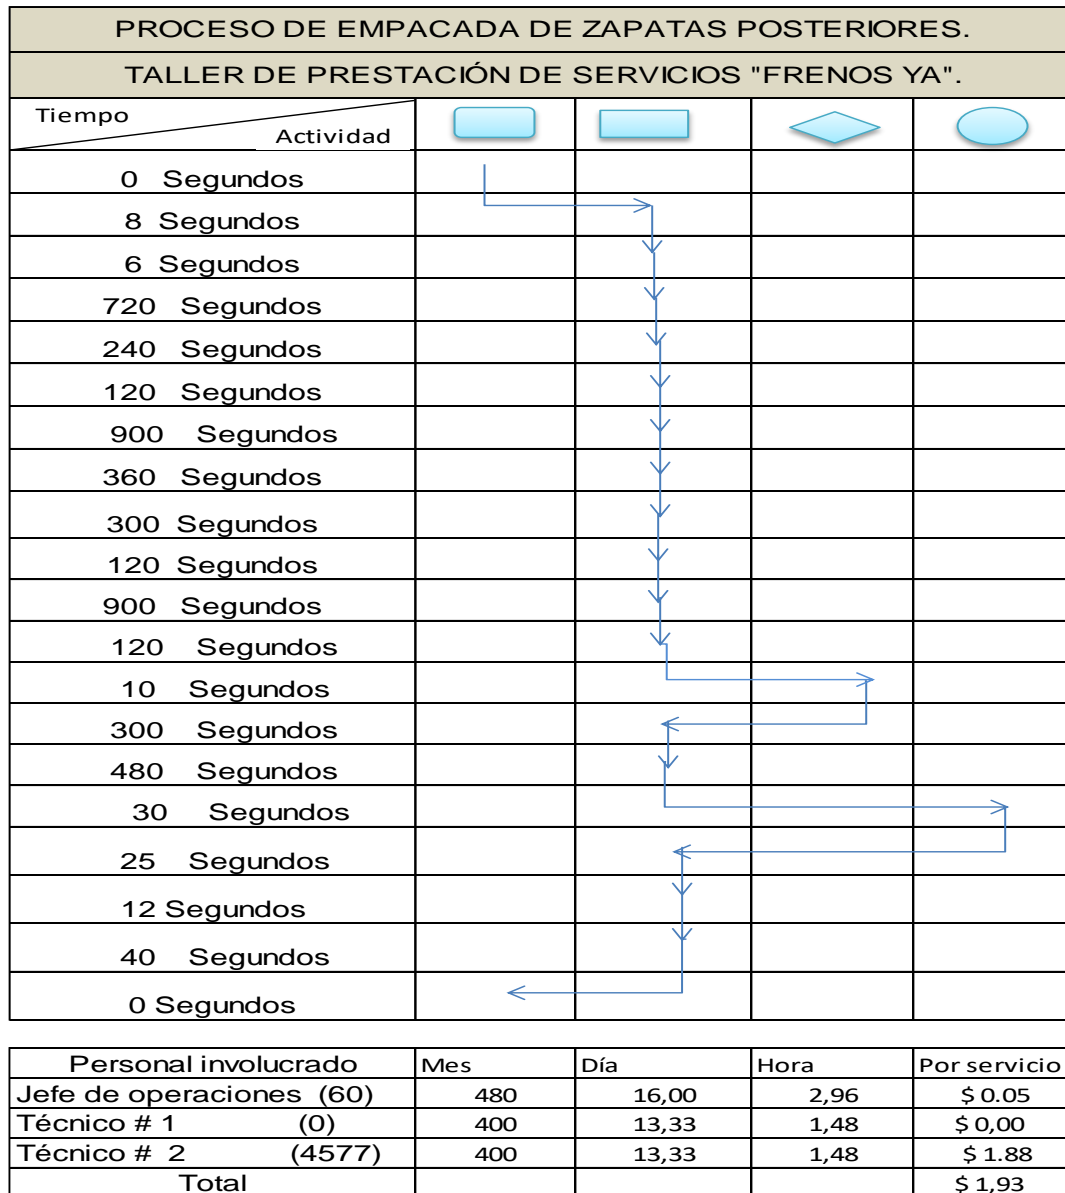 PROCESO DE EMPACADA DE ZAPATAS POSTERIORES.
TALLER DE PRESTACIÓN DE SERVICIOS "FRENOS YA".
Tiempo
Actividad
0 Segundos
8 Segundos
6 Segundos
720 Segundos
240 Segundos
120 Segundos
900 Segundos
360 Segundos
300 Segundos
120 Segundos
900 Segundos
120 Segundos
10 Segundos
300 Segundos
480 Segundos
30 Segundos
25 Segundos
12 Segundos
40 Segundos
0 Segundos
Personal involucrado Mes Día Hora Por servicio
Jefe de operaciones (60) 480 16,00 2,96 $ 0.05
Técnico # 1 (0) 400 13,33 1,48 $ 0,00
Técnico # 2 (4577) 400 13,33 1,48 $ 1.88
Total $ 1,93